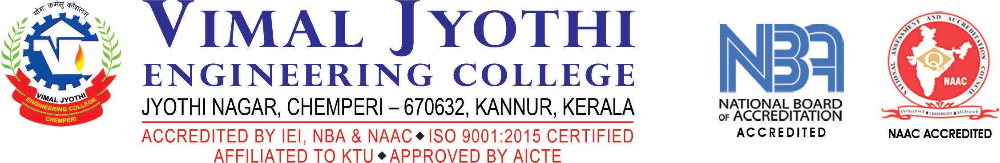 योगः कर्मसु कौशलम्
VIMAL JYOTHI
ENGINEERING COLLEGE
CHEMPERI
VIMAL JYOTHI
ENGINEERING COLLEGE
JYOTHI NAGAR, CHEMPERI – 670632, KANNUR, KERALA
ACCREDITED BY IEI, NBA & NAAC◆ISO 9001:2015 CERTIFIED
AFFILIATED TO KTU◆APPROVED BY AICTE
NBA
NATIONAL BOARD
OF ACCREDITATION
ACCREDITED
NATIONAL ASSESSMENT AND ACCREDITATION COUNCIL
Q
NAAC
EXCELLENCE • CREDIBILITY • RELEVANCE
NAAC ACCREDITED